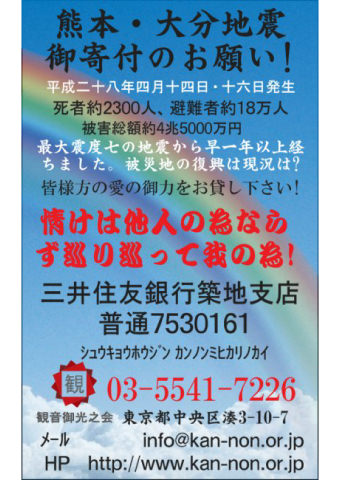 熊本・大分地震
御寄付のお願い!
平成二十八年四月十四日・十六日発生
死者約2300人、避難者約18万人
被害総額約4兆5000万円
最大震度七の地震から早一年以上経
ちました。被災地の復興は現況は?
皆様方の愛の御力をお貸し下さい!
情けは他人の為なら
ず巡り巡って我の為!
三井住友銀行築地支店
普通7530161
ｼｭｳｷｮｳﾎｳｼﾞﾝ ｶﾝﾉﾝﾐﾋｶﾘﾉｶｲ
観 03-5541-7226
観音御光之会 東京都中央区湊3-10-7
ﾒｰﾙ info@kan-non.or.jp
HP http://www.kan-non.or.jp